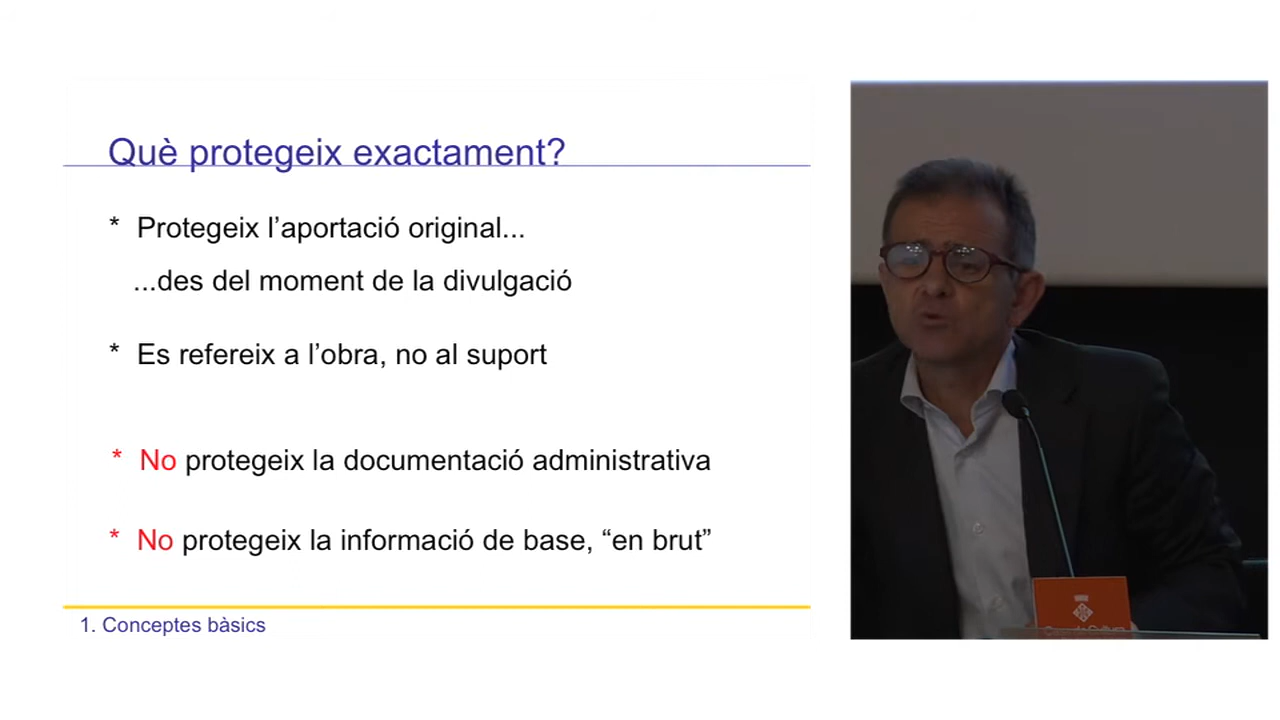 Què protegeix exactament?
* Protegeix l’aportació original...
...des del moment de la divulgació
* Es refereix a l’obra, no al suport
* No protegeix la documentació administrativa
* No protegeix la informació de base, “en brut”
1. Conceptes bàsics